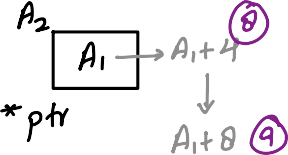 A₂
A₁ → A₁+4 8
*ptr
A₁+8 9